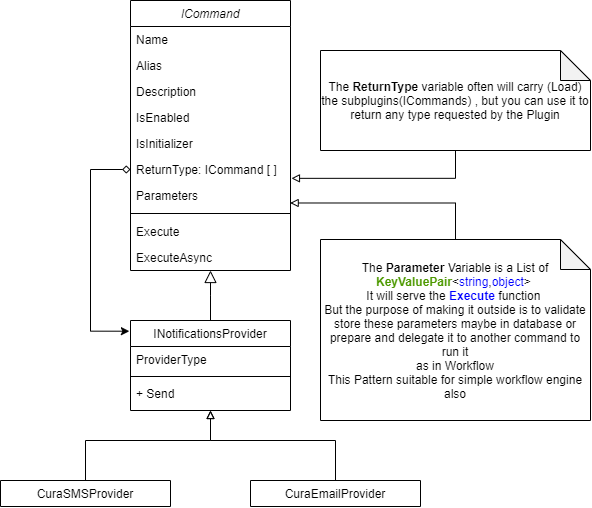 ICommand
Name
Alias
Description
IsEnabled
IsInitializer
ReturnType: ICommand [ ]
Parameters
Execute
ExecuteAsync
The ReturnType variable often will carry (Load)
the subplugins(ICommands) , but you can use it to
return any type requested by the Plugin
The Parameter Variable is a List of
KeyValuePair<string,object>
It will serve the Execute function
But the purpose of making it outside is to validate
store these parameters maybe in database or
prepare and delegate it to another command to
run it
as in Workflow
This Pattern suitable for simple workflow engine
also
INotificationsProvider
ProviderType
+ Send
CuraSMSProvider
CuraEmailProvider